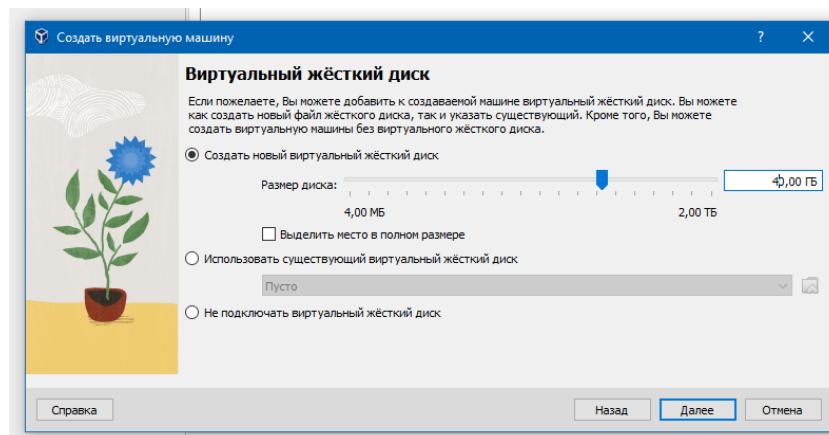 Создать виртуальную машину
Виртуальный жёсткий диск
Если пожелаете, Вы можете добавить к создаваемой машине виртуальный жёсткий диск. Вы можете
как создать новый файл жёсткого диска, так и указать существующий. Кроме того, Вы можете
создать виртуальную машины без виртуального жёсткого диска.
Создать новый виртуальный жёсткий диск
Размер диска:
ГБ
4,00 МБ
2,00 ТБ
Выделить место в полном размере
Использовать существующий виртуальный жёсткий диск
Пусто
Не подключать виртуальный жёсткий диск
Справка
Назад
Далее
Отмена